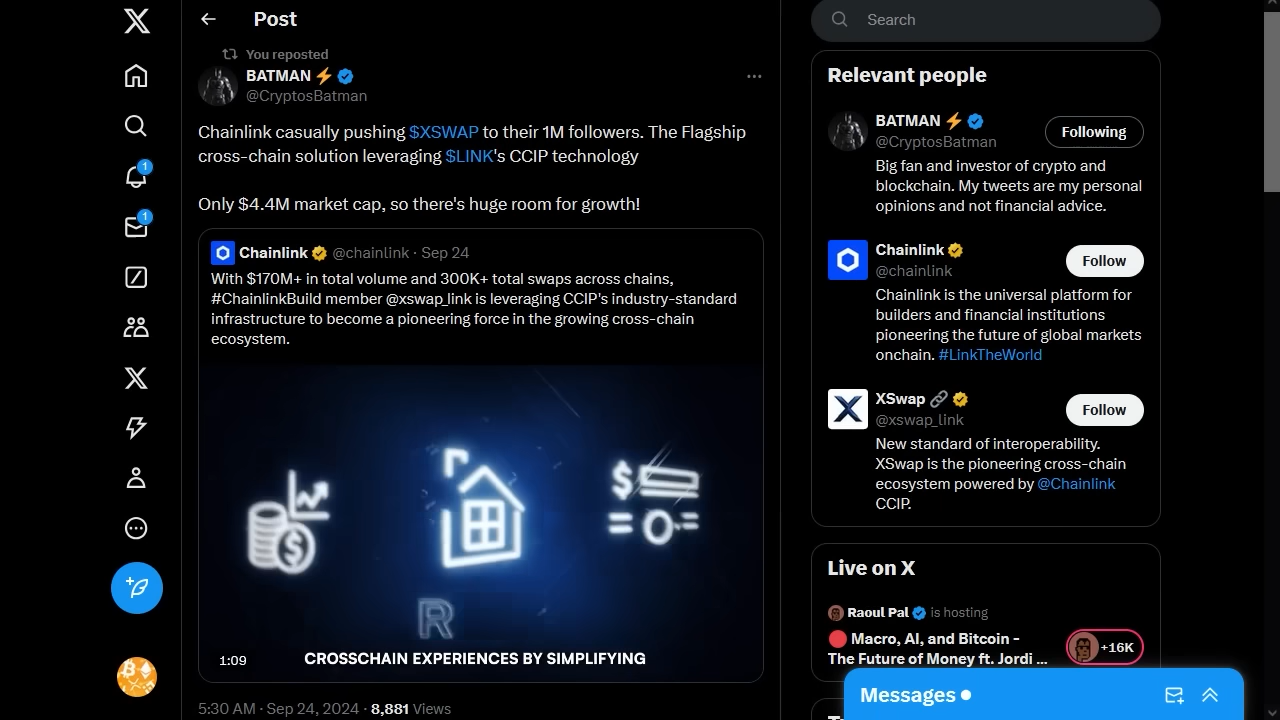 Post
Search
You reposted
BATMAN ⚡
@CryptosBatman
Chainlink casually pushing $XSWAP to their 1M followers. The Flagship
cross-chain solution leveraging $LINK's CCIP technology
Only $4.4M market cap, so there's huge room for growth!
Chainlink @chainlink · Sep 24
With $170M+ in total volume and 300K+ total swaps across chains,
#ChainlinkBuild member @xswap_link is leveraging CCIP's industry-standard
infrastructure to become a pioneering force in the growing cross-chain
ecosystem.
$
$
R
1:09
CROSSCHAIN EXPERIENCES BY SIMPLIFYING
5:30 AM · Sep 24, 2024 · 8,881 Views
1
1
Relevant people
BATMAN ⚡
@CryptosBatman
Following
Big fan and investor of crypto and
blockchain. My tweets are my personal
opinions and not financial advice.
Chainlink
@chainlink
Follow
Chainlink is the universal platform for
builders and financial institutions
pioneering the future of global markets
onchain. #LinkTheWorld
XSwap 🔗
@xswap_link
Follow
New standard of interoperability.
XSwap is the pioneering cross-chain
ecosystem powered by @Chainlink
CCIP.
Live on X
Raoul Pal is hosting
🔴 Macro, AI, and Bitcoin -
The Future of Money ft. Jordi ...
+16K
Messages